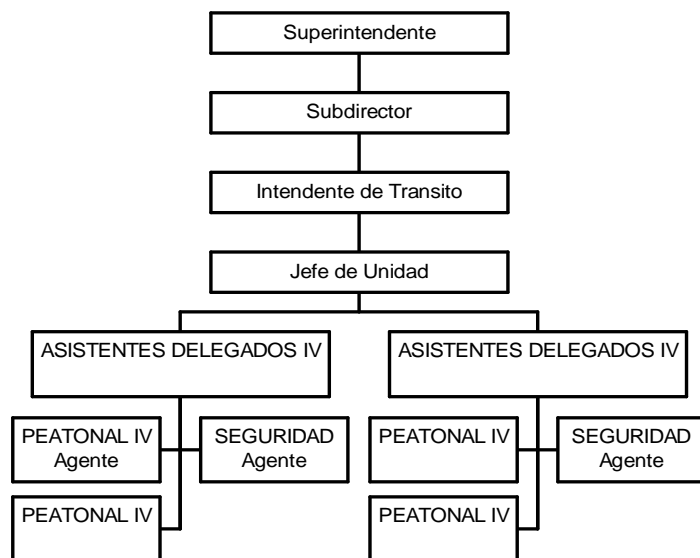 Superintendente
Subdirector
Intendente de Transito
Jefe de Unidad
ASISTENTES DELEGADOS IV
ASISTENTES DELEGADOS IV
PEATONAL IV
Agente
SEGURIDAD
Agente
PEATONAL IV
SEGURIDAD
Agente
PEATONAL IV
PEATONAL IV